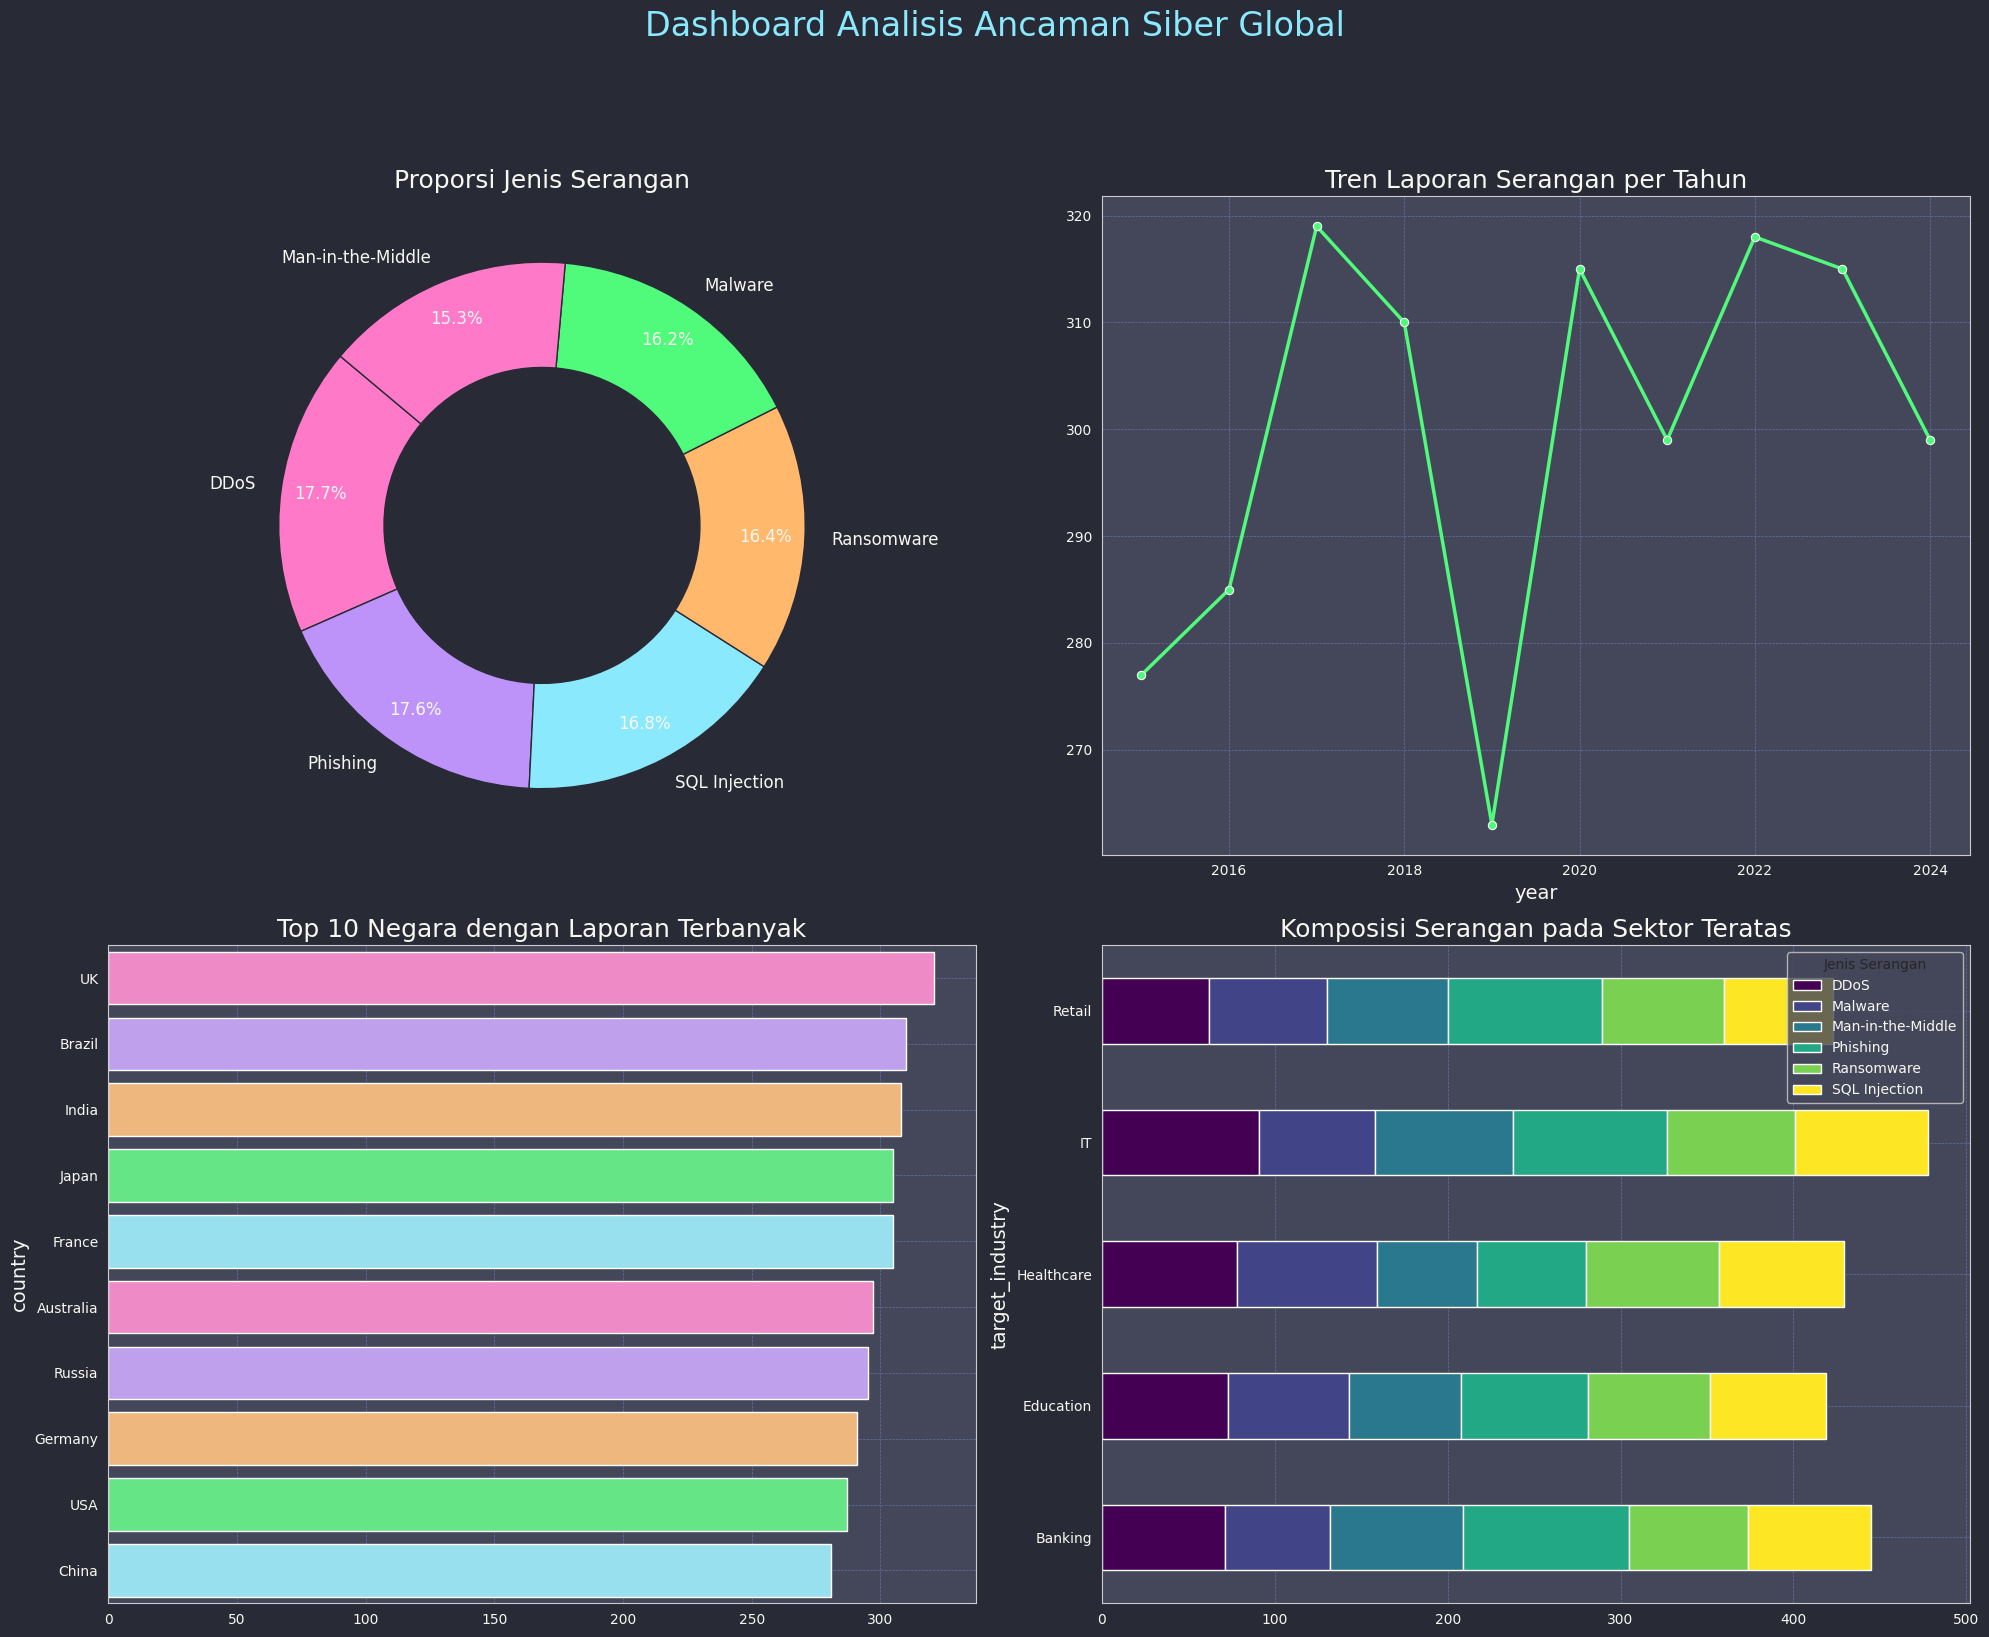 Dashboard Analisis Ancaman Siber Global
Proporsi Jenis Serangan
Man-in-the-Middle
Malware
15.3%
16.2%
DDoS
17.7%
16.4%
Ransomware
17.6%
16.8%
Phishing
SQL Injection
Tren Laporan Serangan per Tahun
320
310
300
290
280
270
2016 2018 2020 2022 2024
year
Top 10 Negara dengan Laporan Terbanyak
country
UK
Brazil
India
Japan
France
Australia
Russia
Germany
USA
China
0 50 100 150 200 250 300
Komposisi Serangan pada Sektor Teratas
target_industry
Jenis Serangan
DDoS
Malware
Man-in-the-Middle
Phishing
Ransomware
SQL Injection
Retail
IT
Healthcare
Education
Banking
0 100 200 300 400 500